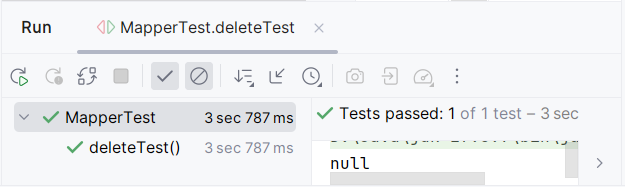 Run MapperTest.deleteTest
MapperTest 3 sec 787 ms
Tests passed: 1 of 1 test – 3 sec
deleteTest() 3 sec 787 ms
null